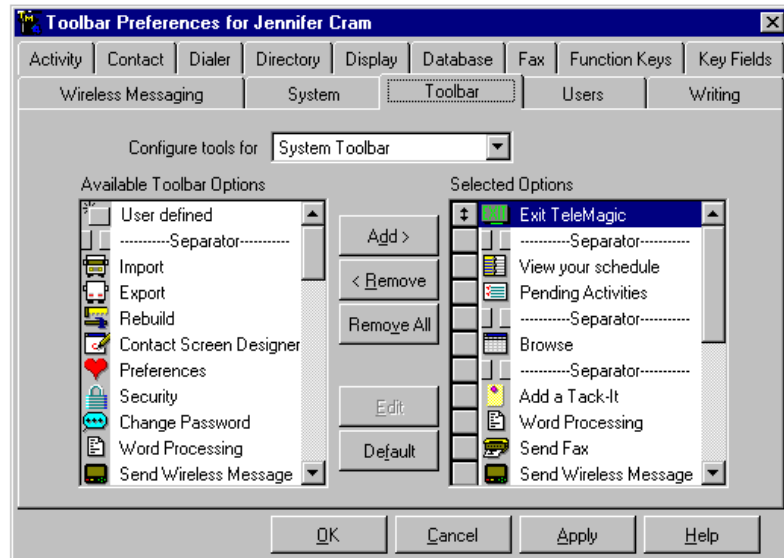 Toolbar Preferences for Jennifer Cram
Activity Contact Dialer Directory Display Database Fax Function Keys Key Fields
Wireless Messaging System Toolbar Users Writing
Configure tools for System Toolbar
Available Toolbar Options
User defined
----------Separator----------
Import
Export
Rebuild
Contact Screen Designer
Preferences
Security
Change Password
Word Processing
Send Wireless Message
Add >
< Remove
Remove All
Edit
Default
Selected Options
EXIT Exit TeleMagic
----------Separator----------
View your schedule
Pending Activities
----------Separator----------
Browse
----------Separator----------
Add a Tack-It
Word Processing
Send Fax
Send Wireless Message
OK Cancel Apply Help